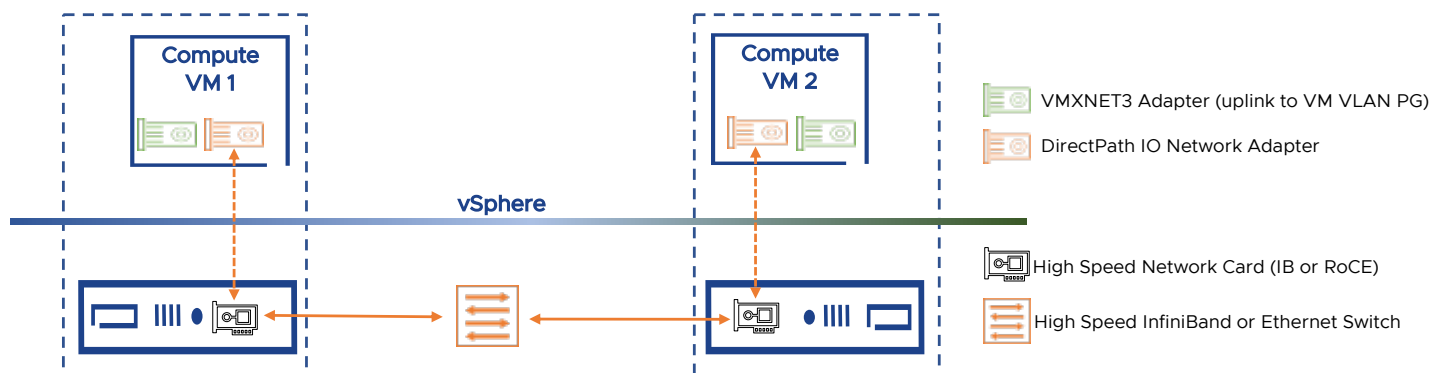 Compute
VM 1
Compute
VM 2
VMXNET3 Adapter (uplink to VM VLAN PG)
DirectPath IO Network Adapter
vSphere
High Speed Network Card (IB or RoCE)
High Speed InfiniBand or Ethernet Switch